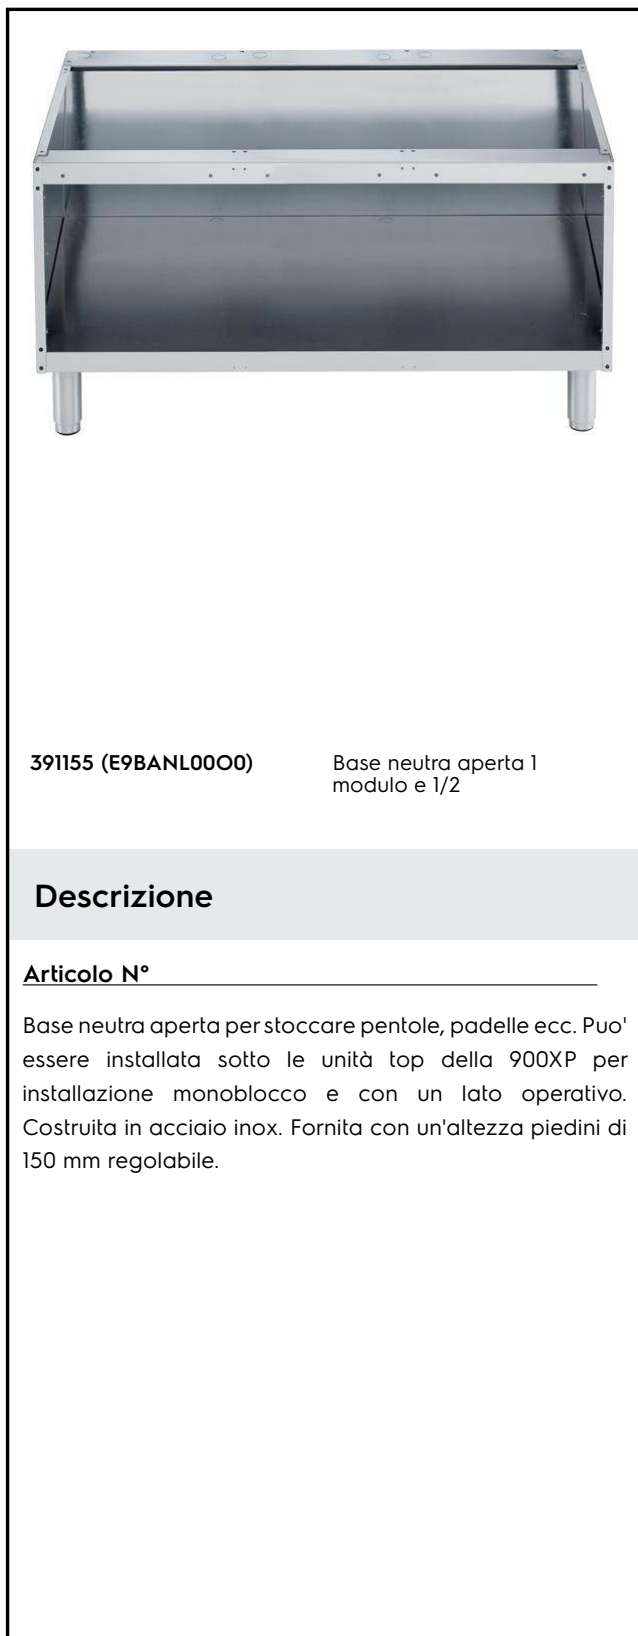 391155 (E9BANL00O0)
Base neutra aperta 1
modulo e 1/2
Descrizione
Articolo N°
Base neutra aperta per stoccare pentole, padelle ecc. Puo'
essere installata sotto le unità top della 900XP per
installazione monoblocco e con un lato operativo.
Costruita in acciaio inox. Fornita con un'altezza piedini di
150 mm regolabile.